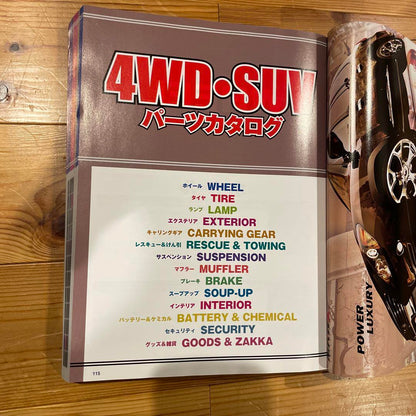 4WD・SUV
パーツカタログ
ホイール WHEEL
タイヤ TIRE
ランプ LAMP
エクステリア EXTERIOR
キャリングギア CARRYING GEAR
レスキュー&けん引 RESCUE & TOWING
サスペンション SUSPENSION
マフラー MUFFLER
ブレーキ BRAKE
スープアップ SOUP-UP
インテリア INTERIOR
バッテリー&ケミカル BATTERY & CHEMICAL
セキュリティ SECURITY
グッズ&雑貨 GOODS & ZAKKA
115
POWER
LUXURY